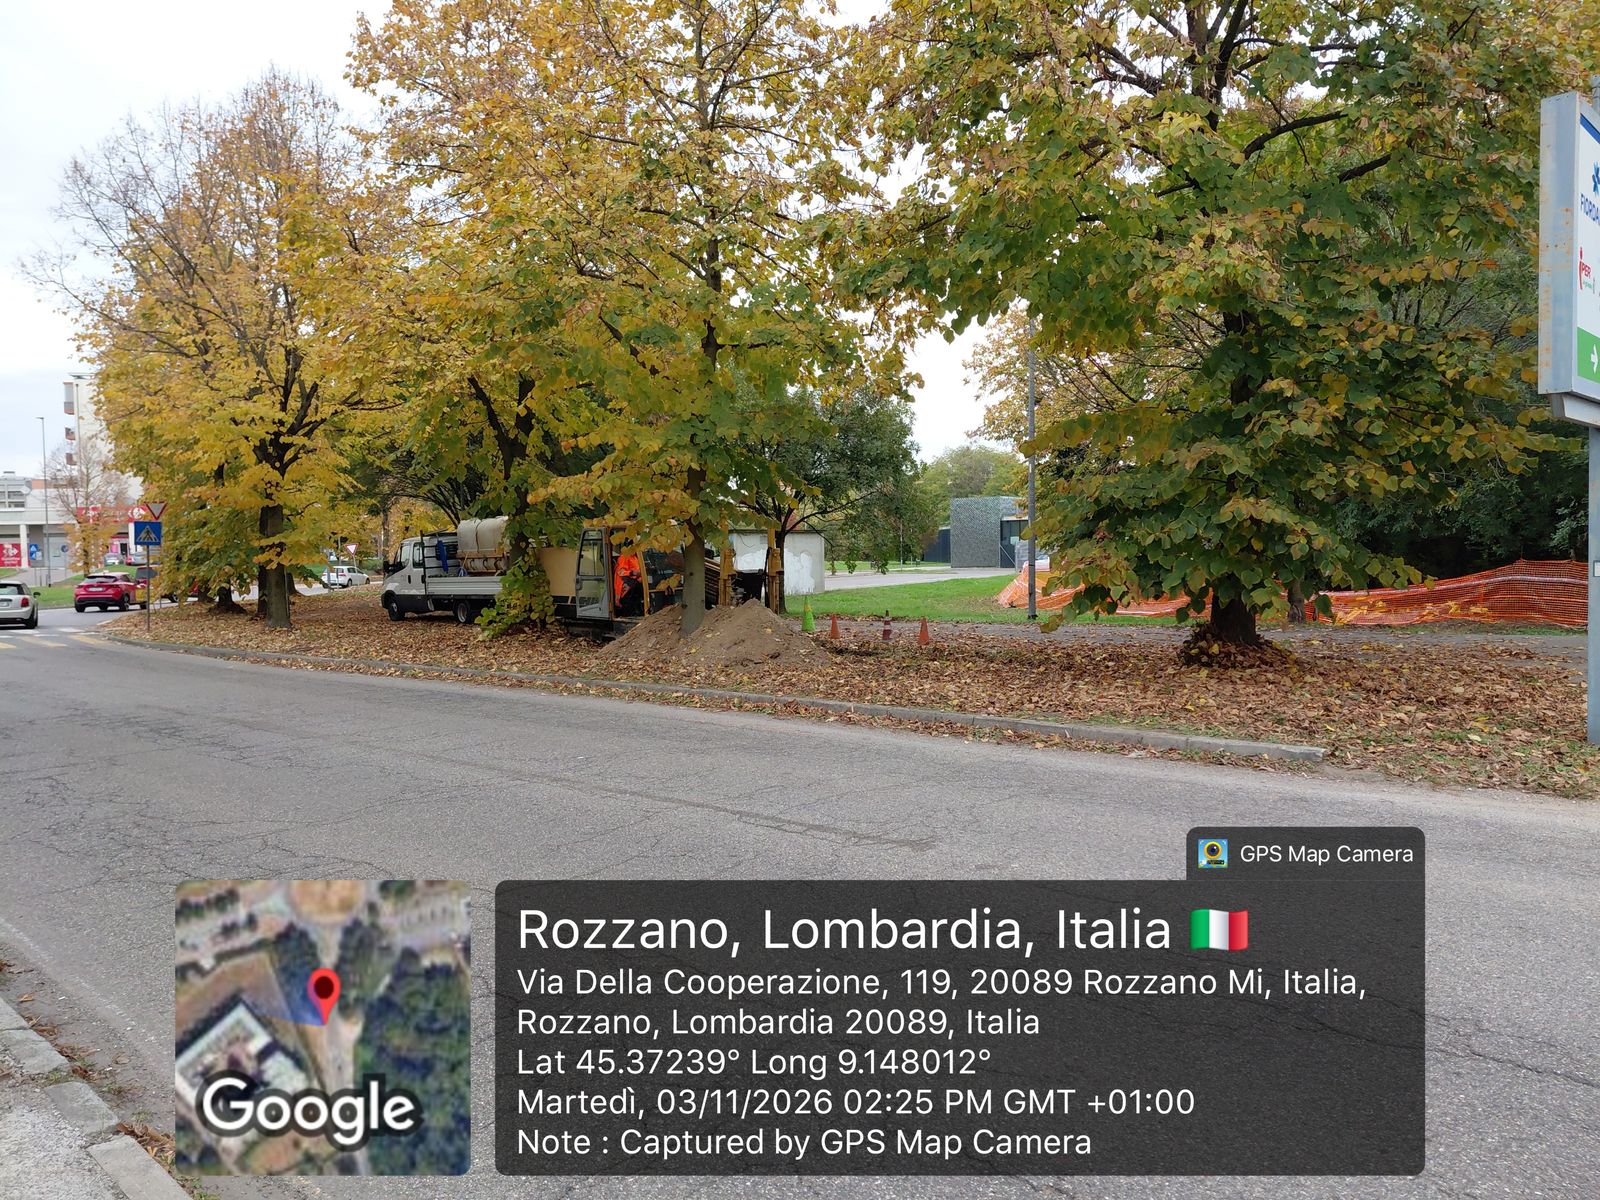 FIORDA
IPER
GPS Map Camera
Rozzano, Lombardia, Italia
Via Della Cooperazione, 119, 20089 Rozzano Mi, Italia,
Rozzano, Lombardia 20089, Italia
Lat 45.37239° Long 9.148012°
Martedì, 03/11/2026 02:25 PM GMT +01:00
Note : Captured by GPS Map Camera
Google